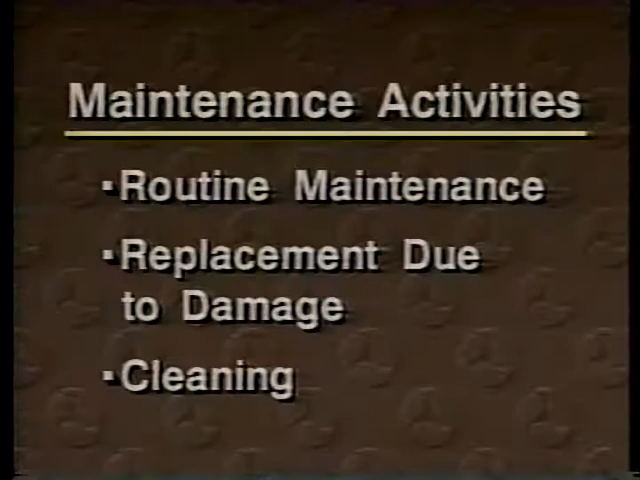 Maintenance Activities
·Routine Maintenance
·Replacement Due
to Damage
·Cleaning